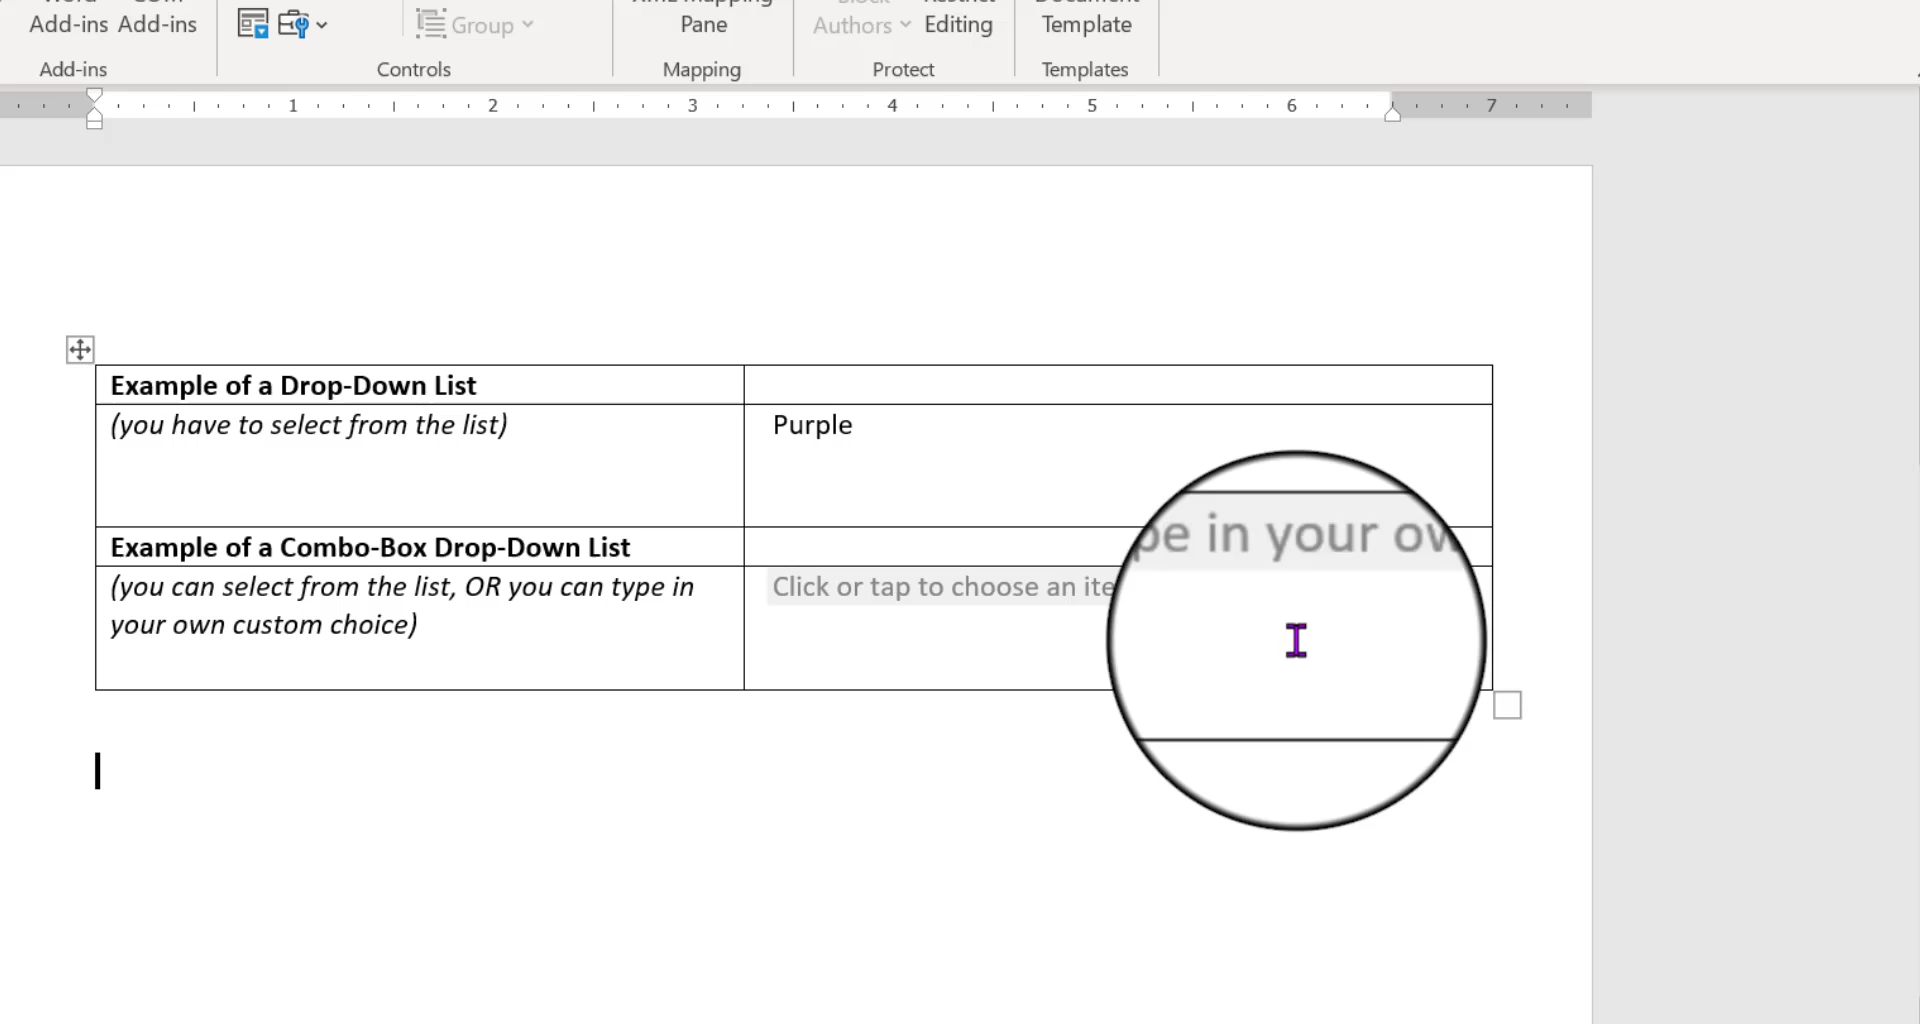 Add-ins Add-ins
Group
Pane
Authors
Editing
Template
Add-ins
Controls
Mapping
Protect
Templates
1 2 3 4 5 6 7
Example of a Drop-Down List
(you have to select from the list)
Purple
Example of a Combo-Box Drop-Down List
(you can select from the list, OR you can type in
your own custom choice)
Click or tap to choose an ite
pe in your ow